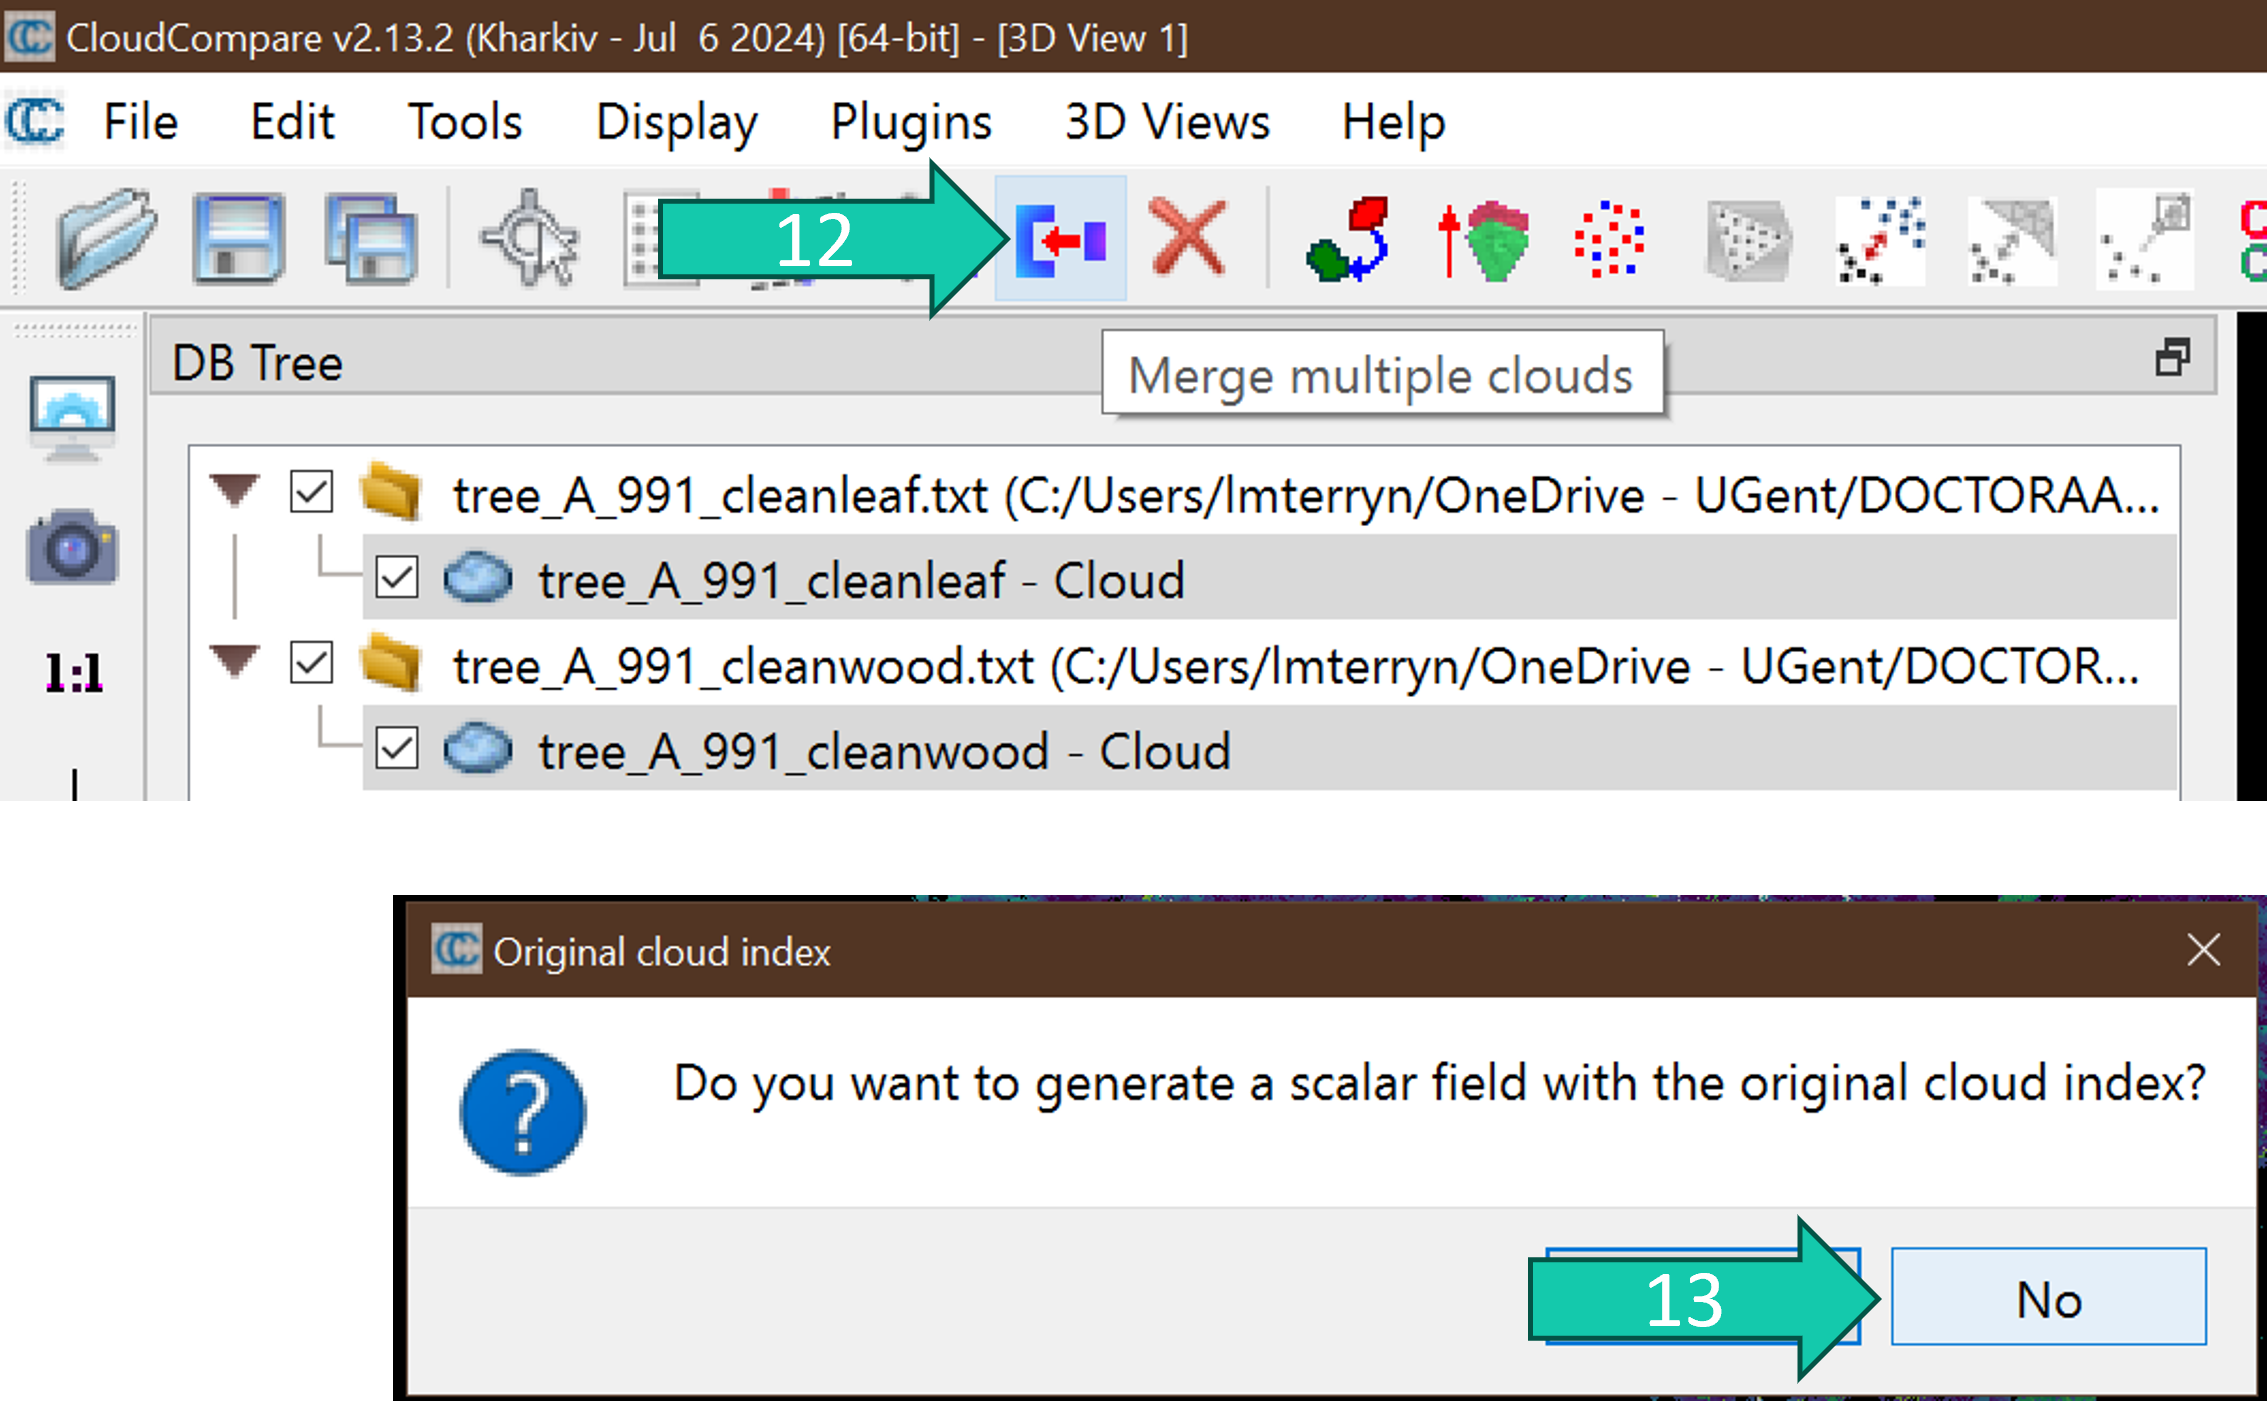 CloudCompare v2.13.2 (Kharkiv - Jul  6 2024) [64-bit] - [3D View 1]
File Edit Tools Display Plugins 3D Views Help
12
DB Tree
Merge multiple clouds
tree_A_991_cleanleaf.txt (C:/Users/lmterryn/OneDrive - UGent/DOCTORAA...
tree_A_991_cleanleaf - Cloud
1:1
tree_A_991_cleanwood.txt (C:/Users/lmterryn/OneDrive - UGent/DOCTOR...
tree_A_991_cleanwood - Cloud
Original cloud index
Do you want to generate a scalar field with the original cloud index?
13
No